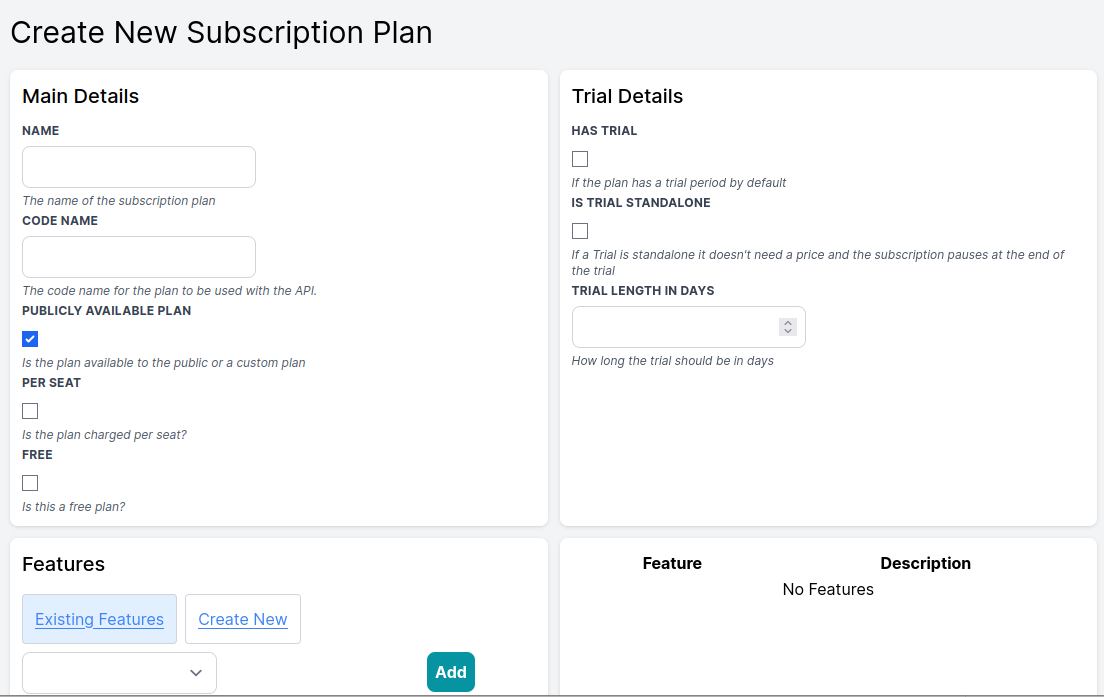 Create New Subscription Plan
Main Details
NAME
The name of the subscription plan
CODE NAME
The code name for the plan to be used with the API.
PUBLICLY AVAILABLE PLAN
Is the plan available to the public or a custom plan
PER SEAT
Is the plan charged per seat?
FREE
Is this a free plan?
Trial Details
HAS TRIAL
If the plan has a trial period by default
IS TRIAL STANDALONE
If a Trial is standalone it doesn't need a price and the subscription pauses at the end of
the trial
TRIAL LENGTH IN DAYS
How long the trial should be in days
Features
Existing Features
Create New
Add
Feature
Description
No Features